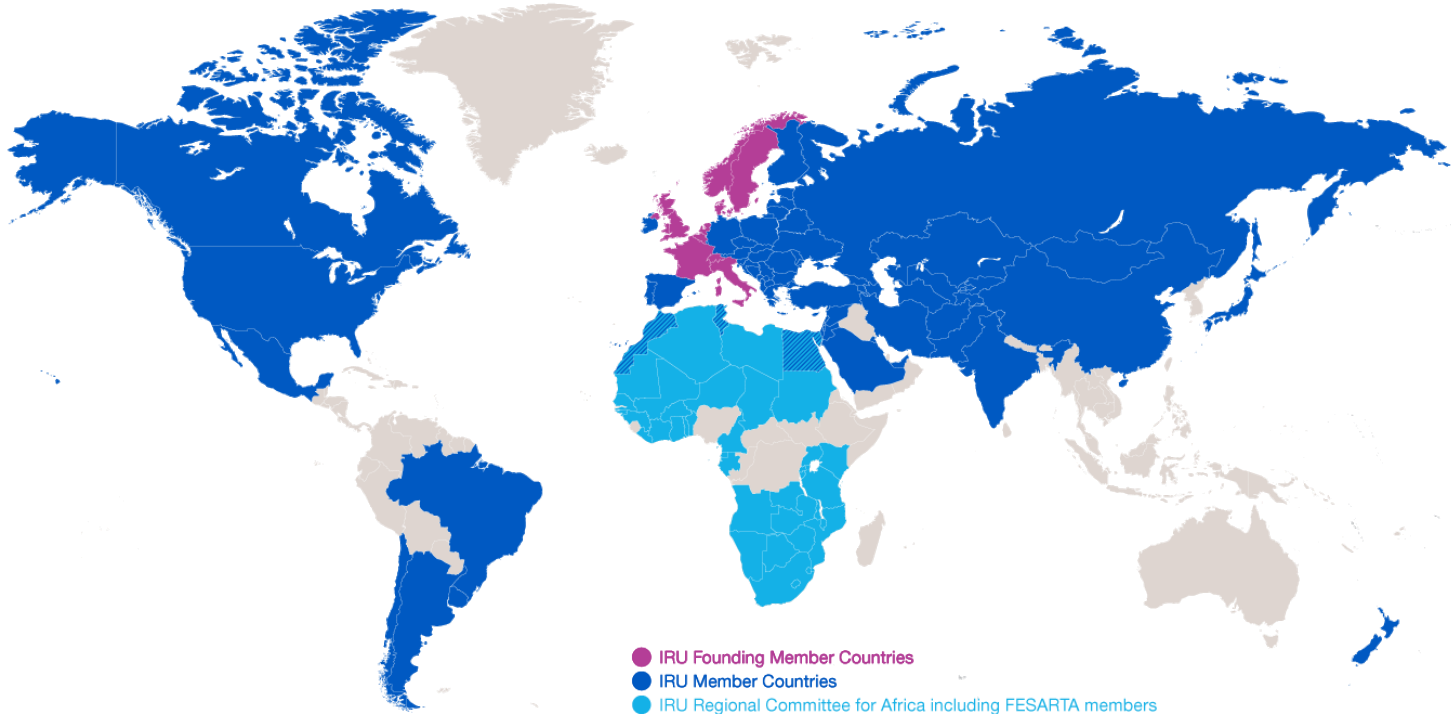 IRU Founding Member Countries
IRU Member Countries
IRU Regional Committee for Africa including FESARTA members